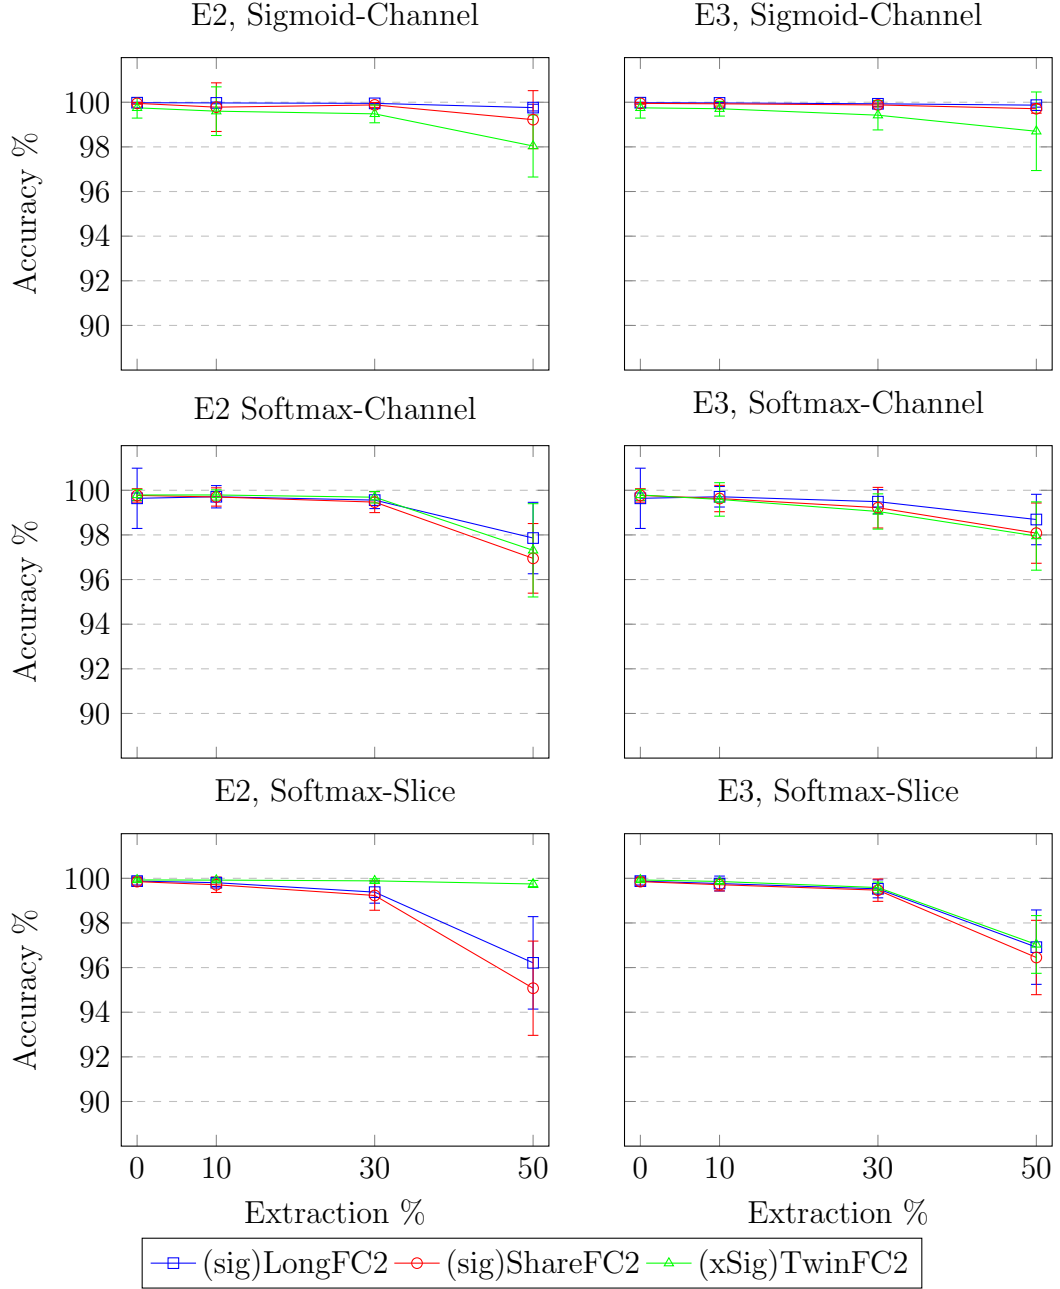 E2, Sigmoid-Channel
E3, Sigmoid-Channel
Accuracy %
100
98
96
94
92
90
E2 Softmax-Channel
E3, Softmax-Channel
Accuracy %
100
98
96
94
92
90
E2, Softmax-Slice
E3, Softmax-Slice
Accuracy %
100
98
96
94
92
90
0 10 30 50
0 10 30 50
Extraction %
Extraction %
(sig)LongFC2 (sig)ShareFC2 (xSig)TwinFC2